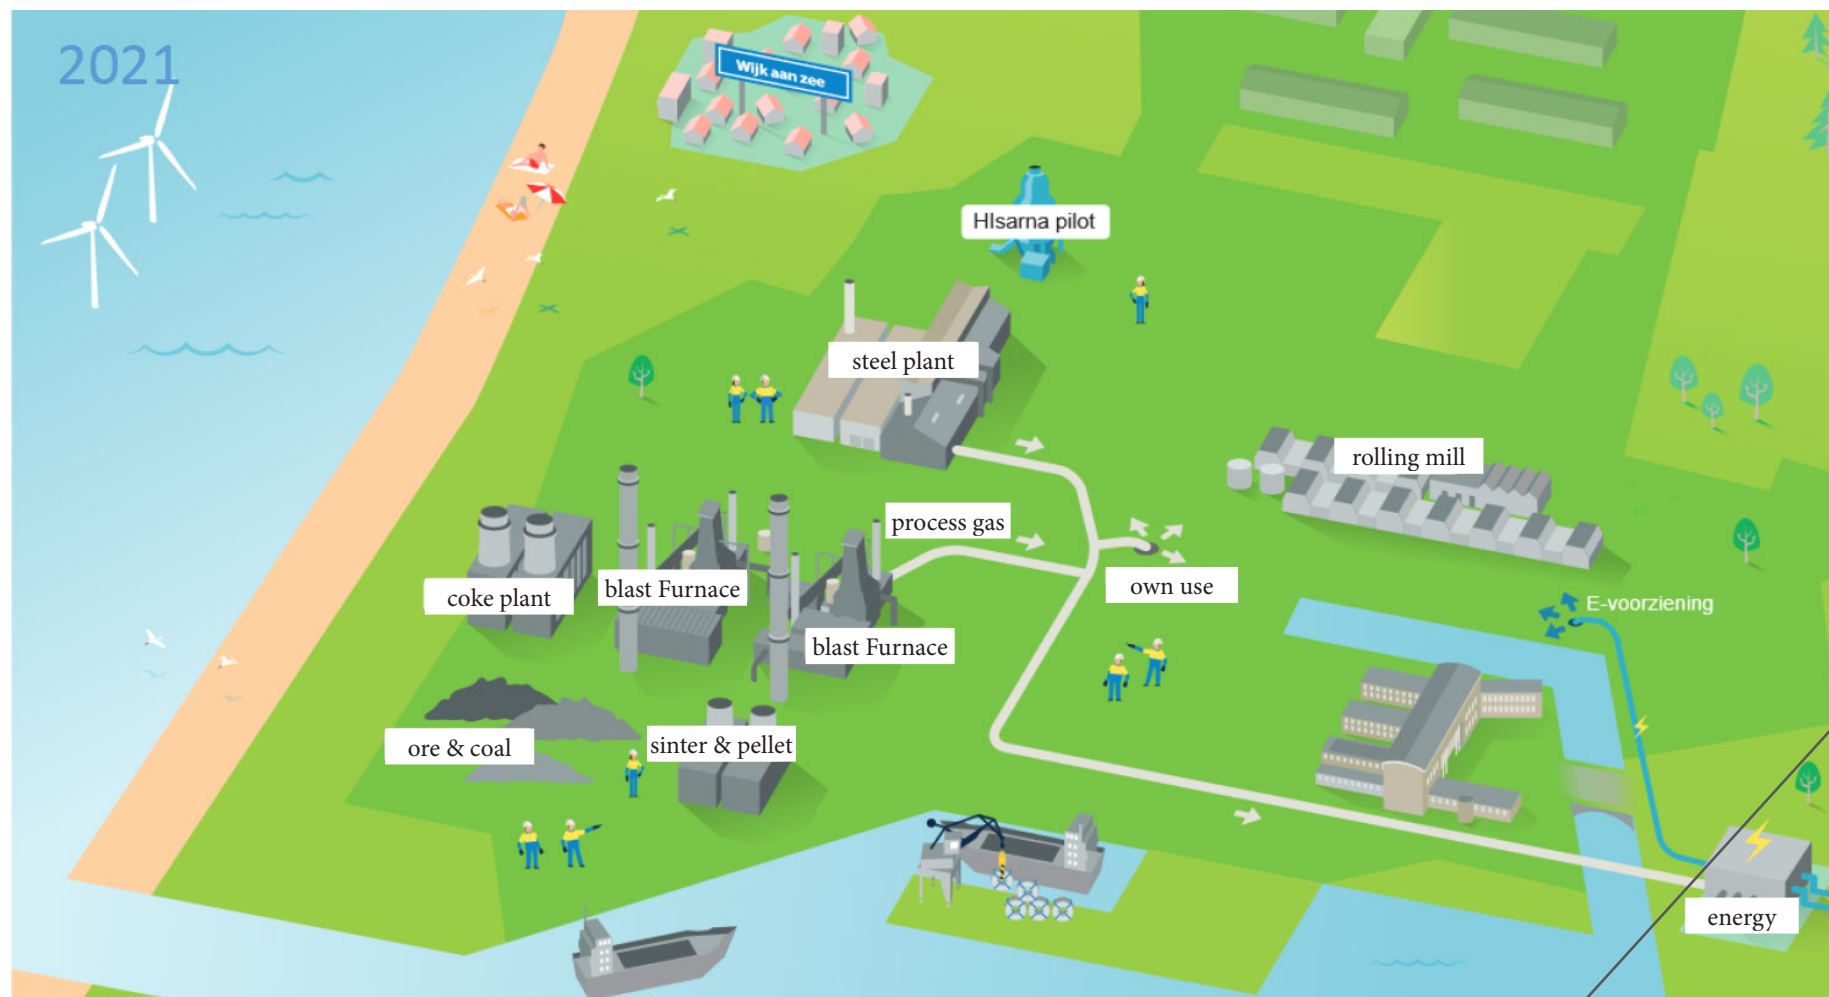 2021
Wijk aan zee
HIsarna pilot
steel plant
rolling mill
process gas
blast Furnace
coke plant
own use
E-voorziening
blast Furnace
ore & coal
sinter & pellet
energy